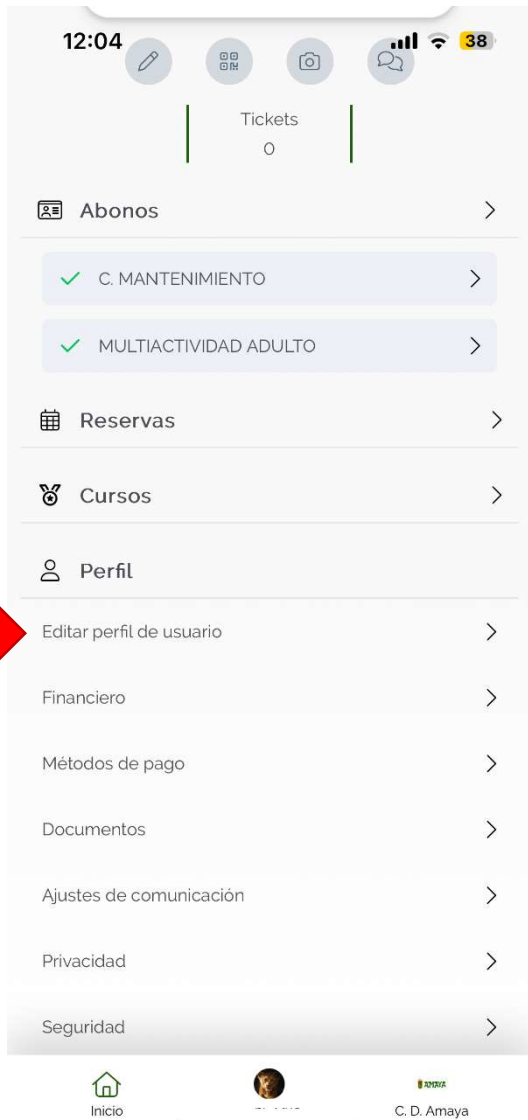 12:04
38
Tickets
0
Abonos
C. MANTENIMIENTO
MULTIACTIVIDAD ADULTO
Reservas
Cursos
Perfil
Editar perfil de usuario
Financiero
Métodos de pago
Documentos
Ajustes de comunicación
Privacidad
Seguridad
AMAYA
Inicio
C. D. Amaya